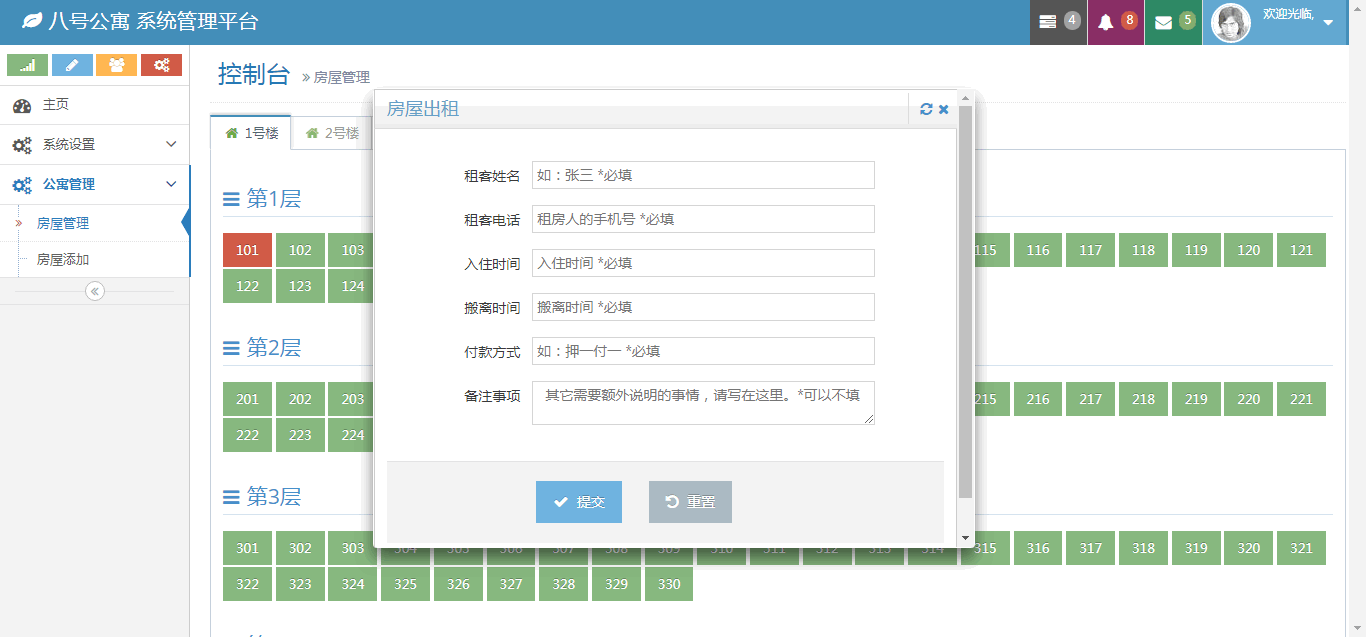 八号公寓 系统管理平台
4
8
5
欢迎光临,
主页
系统设置
公寓管理
房屋管理
房屋添加
控制台 » 房屋管理
1号楼
2号楼
房屋出租
租客姓名 如：张三 *必填
租客电话 租房人的手机号 *必填
入住时间 入住时间 *必填
搬离时间 搬离时间 *必填
付款方式 如：押一付一 *必填
备注事项 其它需要额外说明的事情，请写在这里。*可以不填
提交 重置
第1层
101 102 103 115 116 117 118 119 120 121
122 123 124
第2层
201 202 203 215 216 217 218 219 220 221
222 223 224
第3层
301 302 303 304 305 306 307 308 309 310 311 312 313 314 315 316 317 318 319 320 321
322 323 324 325 326 327 328 329 330